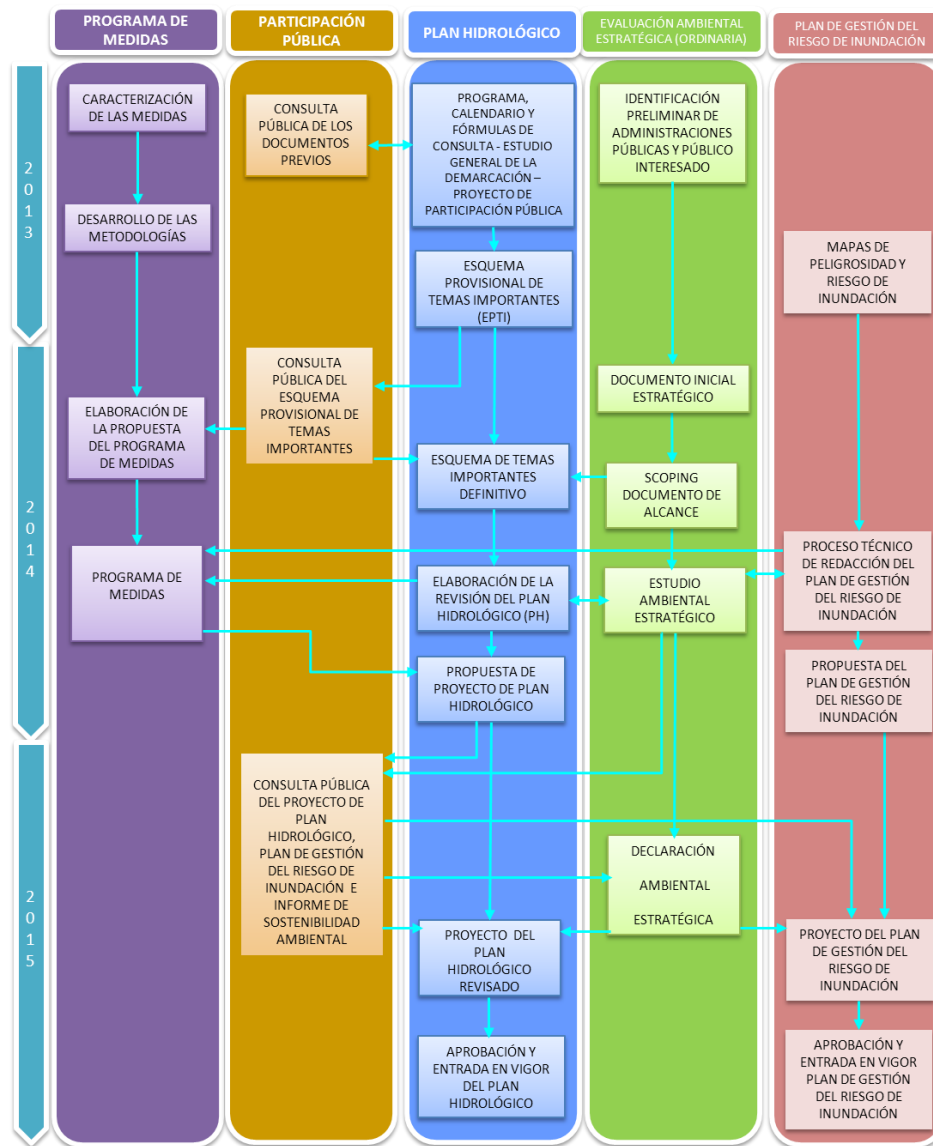 PROGRAMA DE
MEDIDAS
PARTICIPACIÓN
PÚBLICA
PLAN HIDROLÓGICO
EVALUACIÓN AMBIENTAL
ESTRATÉGICA (ORDINARIA)
PLAN DE GESTIÓN DEL
RIESGO DE INUNDACIÓN
2
0
1
3
CARACTERIZACIÓN
DE LAS MEDIDAS
DESARROLLO DE LAS
METODOLOGÍAS
CONSULTA
PÚBLICA DE LOS
DOCUMENTOS
PREVIOS
PROGRAMA,
CALENDARIO Y
FÓRMULAS DE
CONSULTA - ESTUDIO
GENERAL DE LA
DEMARCACIÓN –
PROYECTO DE
PARTICIPACIÓN PÚBLICA
ESQUEMA
PROVISIONAL DE
TEMAS IMPORTANTES
(EPTI)
IDENTIFICACIÓN
PRELIMINAR DE
ADMINISTRACIONES
PÚBLICAS Y PÚBLICO
INTERESADO
MAPAS DE
PELIGROSIDAD Y
RIESGO DE
INUNDACIÓN
2
0
1
4
ELABORACIÓN DE
LA PROPUESTA
DEL PROGRAMA
DE MEDIDAS
PROGRAMA DE
MEDIDAS
CONSULTA
PÚBLICA DEL
ESQUEMA
PROVISIONAL DE
TEMAS
IMPORTANTES
ESQUEMA DE TEMAS
IMPORTANTES
DEFINITIVO
ELABORACIÓN DE LA
REVISIÓN DEL PLAN
HIDROLÓGICO (PH)
PROPUESTA DE
PROYECTO DE PLAN
HIDROLÓGICO
DOCUMENTO INICIAL
ESTRATÉGICO
SCOPING
DOCUMENTO DE
ALCANCE
ESTUDIO
AMBIENTAL
ESTRATÉGICO
PROCESO TÉCNICO
DE REDACCIÓN DEL
PLAN DE GESTIÓN
DEL RIESGO DE
INUNDACIÓN
PROPUESTA DEL
PLAN DE GESTIÓN
DEL RIESGO DE
INUNDACIÓN
2
0
1
5
CONSULTA PÚBLICA
DEL PROYECTO DE
PLAN
HIDROLÓGICO,
PLAN DE GESTIÓN
DEL RIESGO DE
INUNDACIÓN E
INFORME DE
SOSTENIBILIDAD
AMBIENTAL
PROYECTO DEL
PLAN
HIDROLÓGICO
REVISADO
APROBACIÓN Y
ENTRADA EN VIGOR
DEL PLAN
HIDROLÓGICO
DECLARACIÓN
AMBIENTAL
ESTRATÉGICA
PROYECTO DEL PLAN
DE GESTIÓN DEL
RIESGO DE
INUNDACIÓN
APROBACIÓN Y
ENTRADA EN VIGOR
PLAN DE GESTIÓN
DEL RIESGO DE
INUNDACIÓN